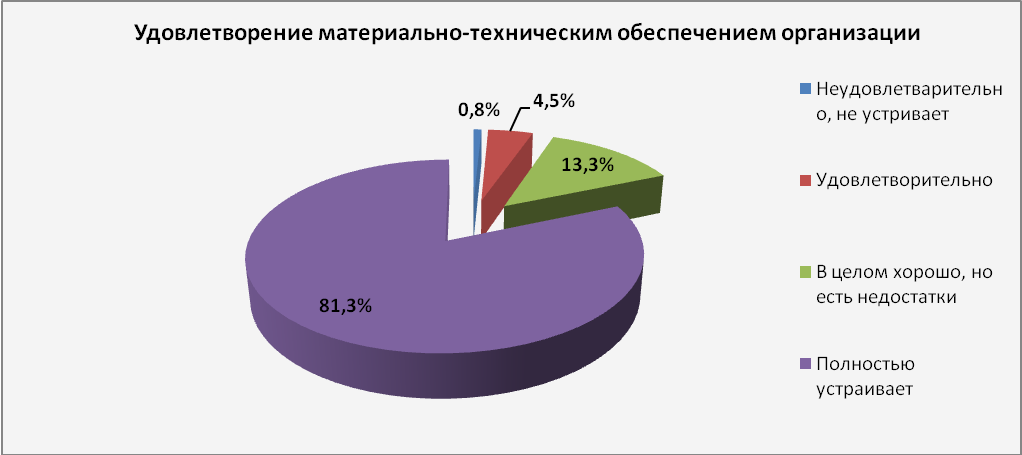 Удовлетворение материально-техническим обеспечением организации
0,8%
4,5%
13,3%
81,3%
Неудовлетварительн
о, не устривает
Удовлетворительно
В целом хорошо, но
есть недостатки
Полностью
устраивает